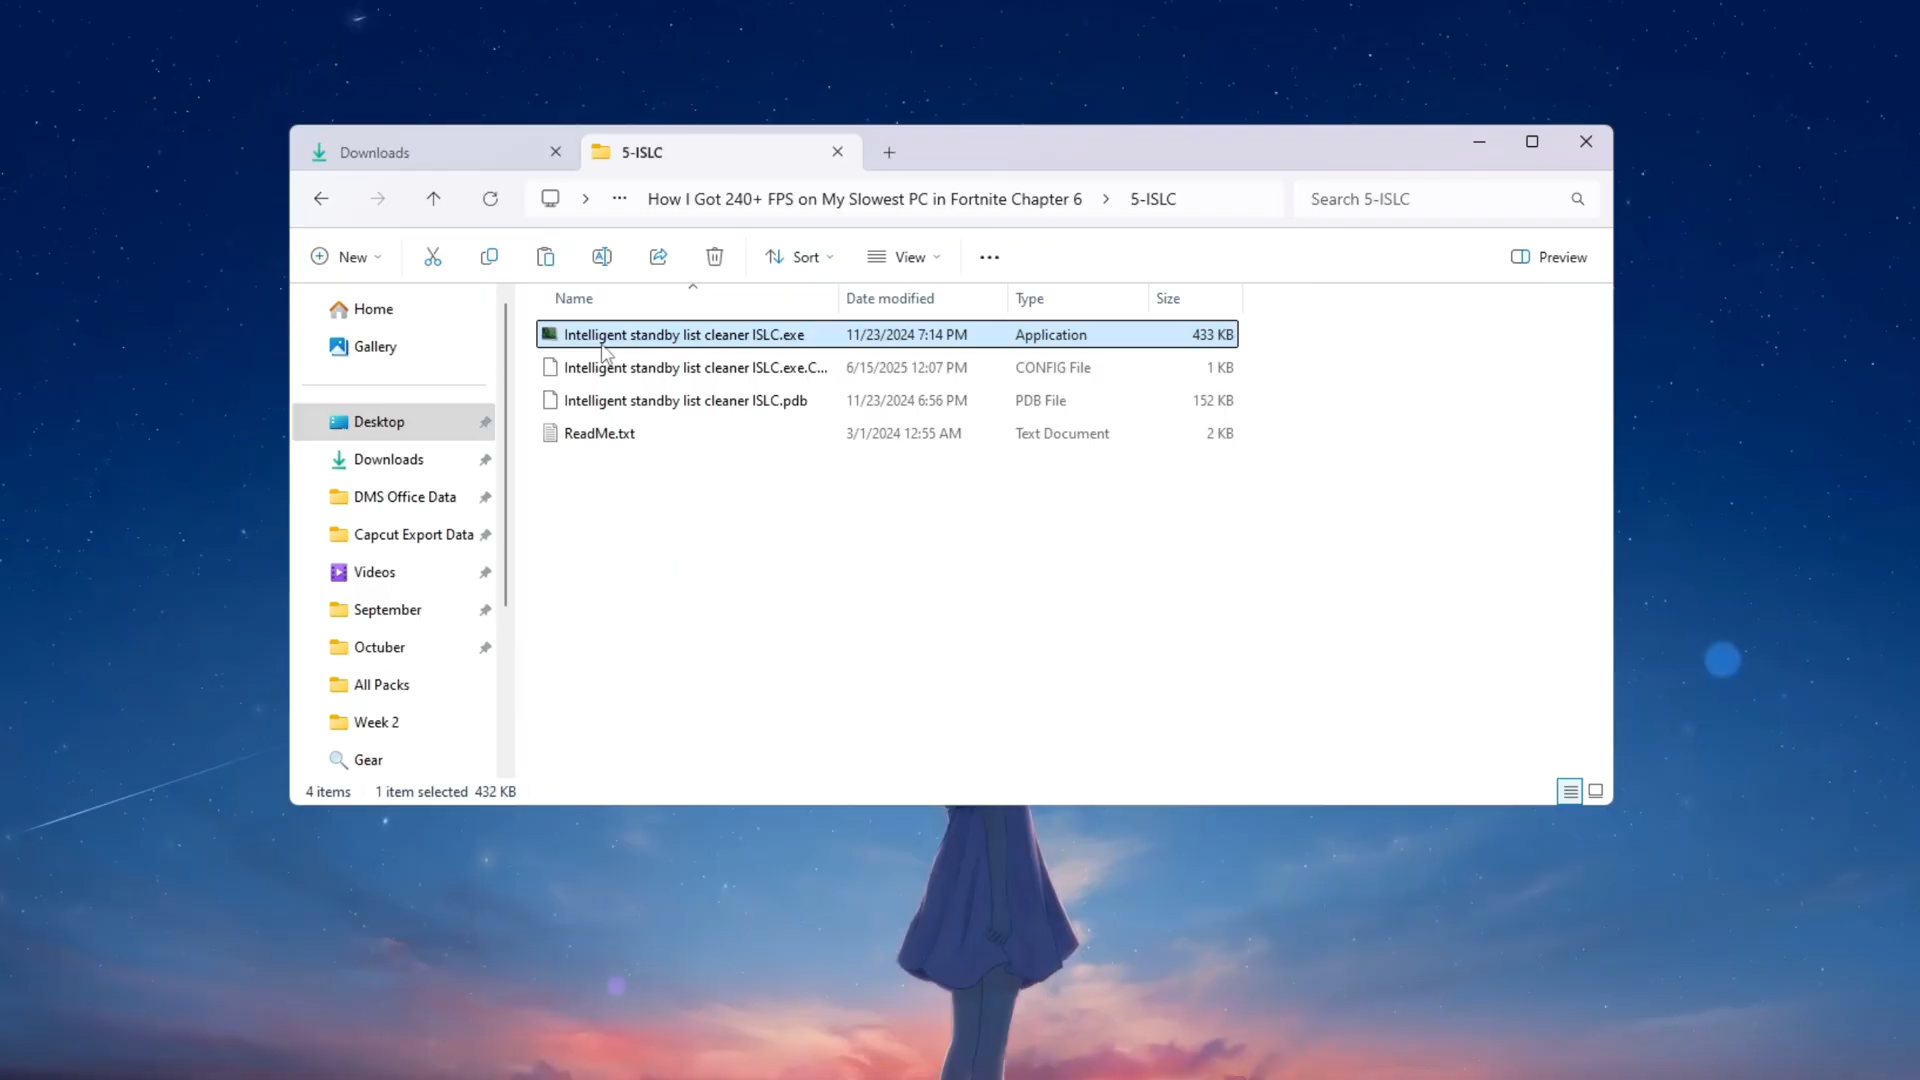 Downloads
5-ISLC
How I Got 240+ FPS on My Slowest PC in Fortnite Chapter 6 > 5-ISLC
Search 5-ISLC
New
Sort
View
Preview
Name Date modified Type Size
Intelligent standby list cleaner ISLC.exe 11/23/2024 7:14 PM Application 433 KB
Intelligent standby list cleaner ISLC.exe.C... 6/15/2025 12:07 PM CONFIG File 1 KB
Intelligent standby list cleaner ISLC.pdb 11/23/2024 6:56 PM PDB File 152 KB
ReadMe.txt 3/1/2024 12:55 AM Text Document 2 KB
Home
Gallery
Desktop
Downloads
DMS Office Data
Capcut Export Data
Videos
September
Octuber
All Packs
Week 2
Gear
4 items 1 item selected 432 KB